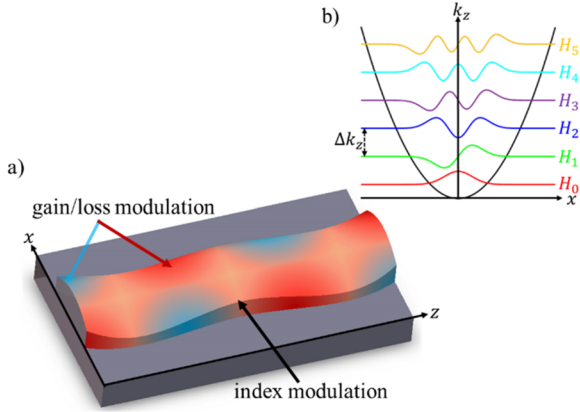 b)
k_z
H_5
H_4
H_3
H_2
Δk_z
H_1
H_0
x
a)
gain/loss modulation
x
z
index modulation